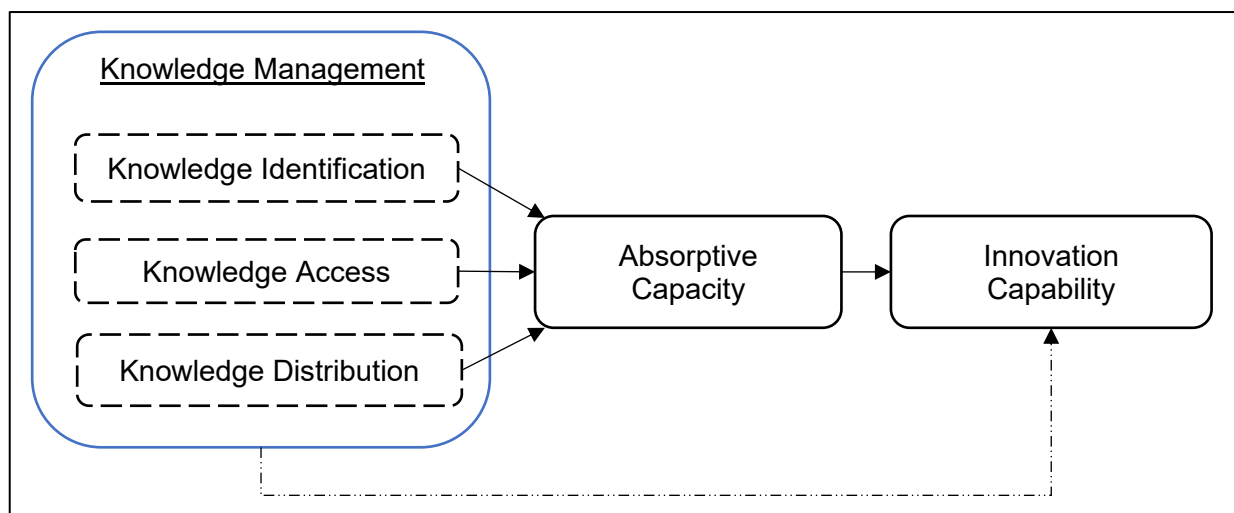 Knowledge Management
Knowledge Identification
Knowledge Access
Knowledge Distribution
Absorptive
Capacity
Innovation
Capability